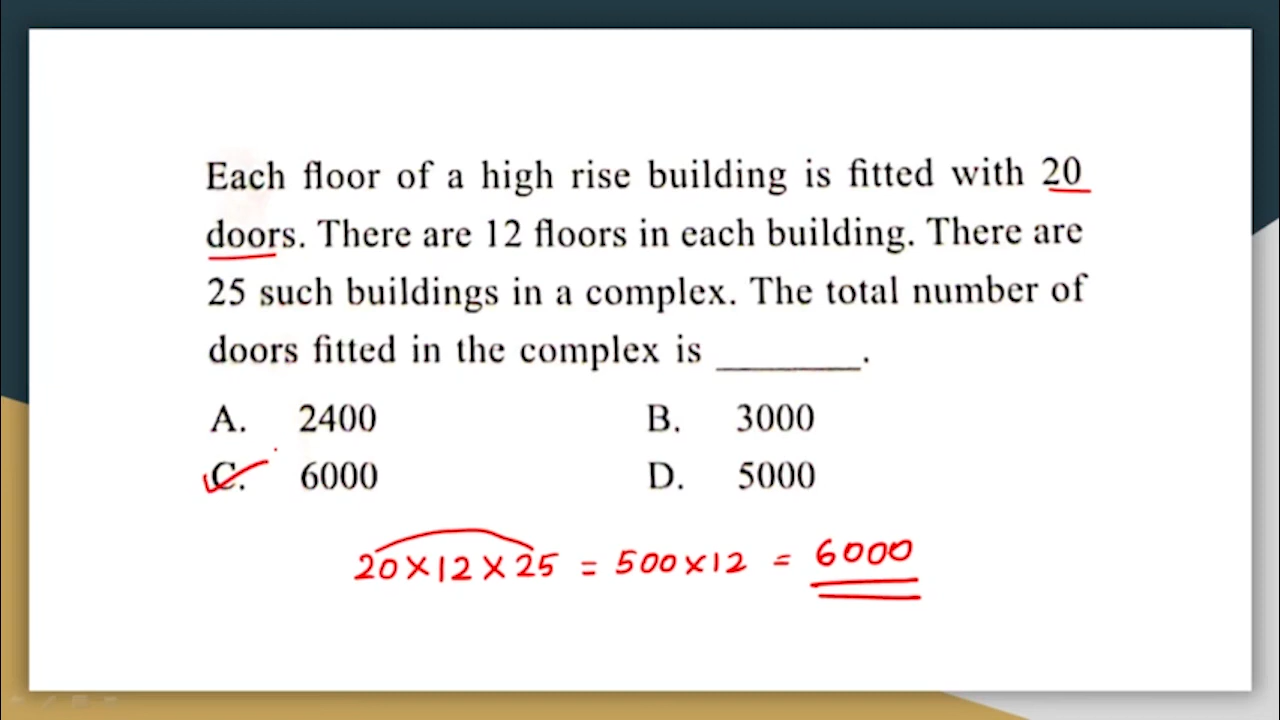 Each floor of a high rise building is fitted with 20
doors. There are 12 floors in each building. There are
25 such buildings in a complex. The total number of
doors fitted in the complex is ________.
A. 2400 B. 3000
C. 6000 D. 5000
20 × 12 × 25 = 500 × 12 = 6000